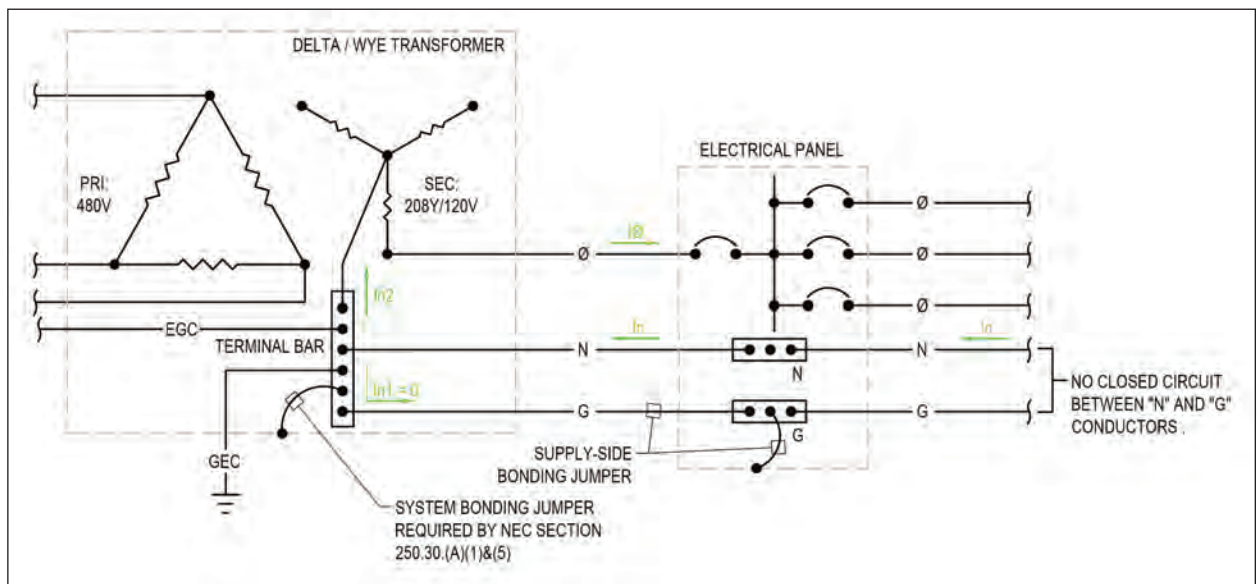 DELTA / WYE TRANSFORMER
PRI:
480V
SEC:
208Y/120V
ELECTRICAL PANEL
Ø
Ø
IØ
Ø
Ø
In2
EGC
TERMINAL BAR
In
In
N
N
N
In1 = 0
G
G
G
NO CLOSED CIRCUIT
BETWEEN "N" AND "G"
CONDUCTORS .
GEC
SUPPLY-SIDE
BONDING JUMPER
SYSTEM BONDING JUMPER
REQUIRED BY NEC SECTION
250.30.(A)(1)&(5)